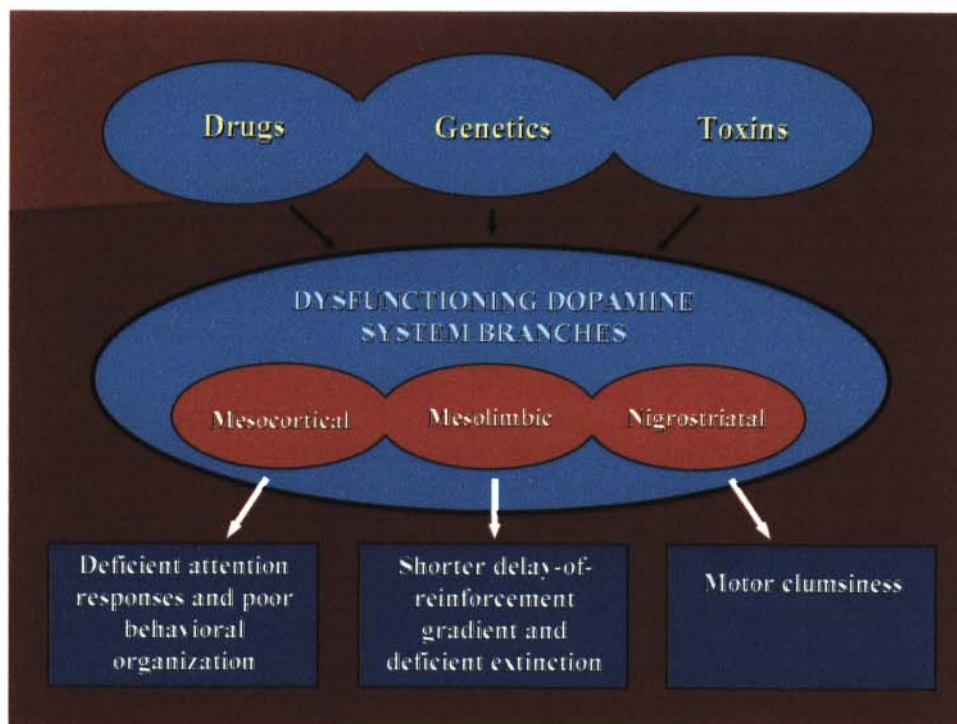 Drugs
Genetics
Toxins
DYSFUNCTIONING DOPAMINE
SYSTEM BRANCHES
Mesocortical
Mesolimbic
Nigrostriatal
Deficient attention
responses and poor
behavioral
organization
Shorter delay-of-
reinforcement
gradient and
deficient extinction
Motor clumsiness